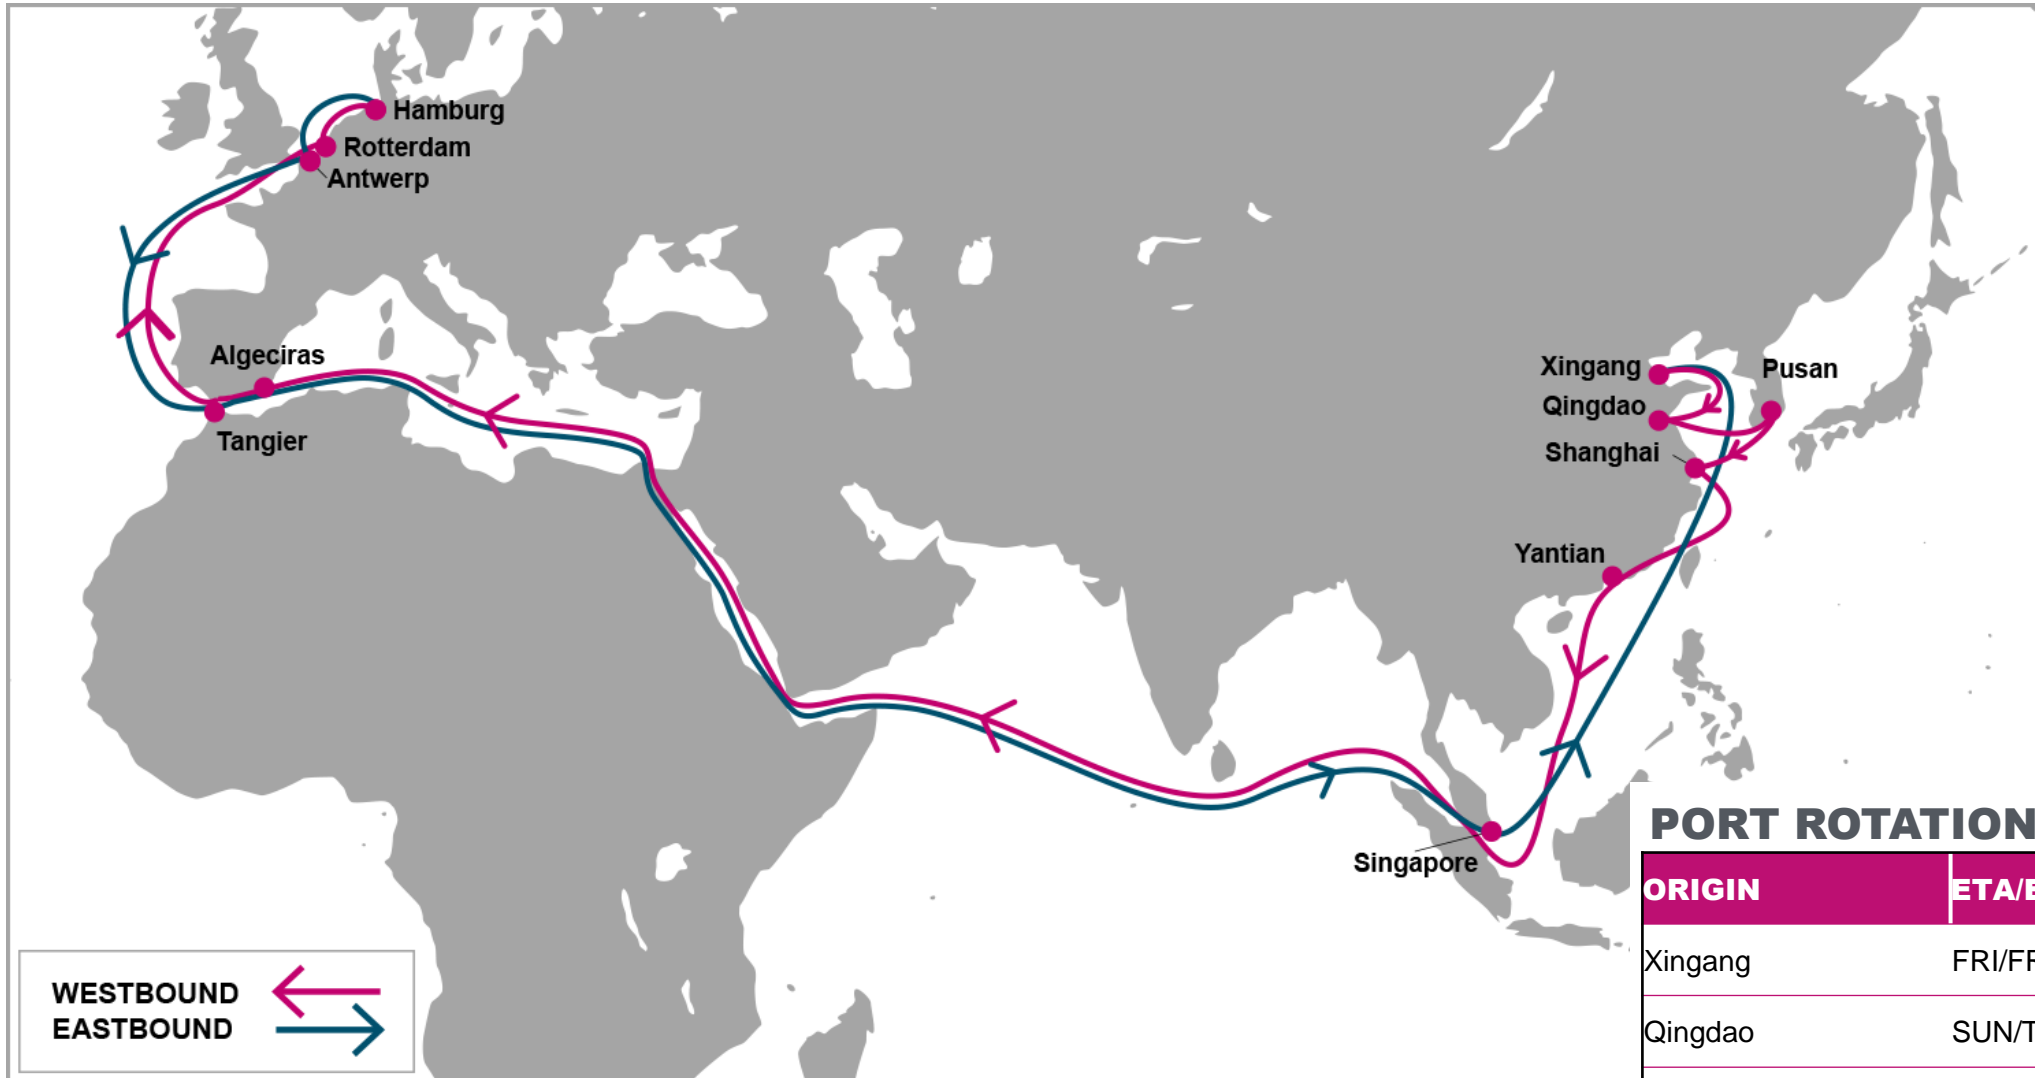 Hamburg
Rotterdam
Antwerp
Algeciras
Tangier
Xingang
Pusan
Qingdao
Shanghai
Yantian
Singapore
WESTBOUND
EASTBOUND
PORT ROTATION
ORIGIN
Xingang
Qingdao